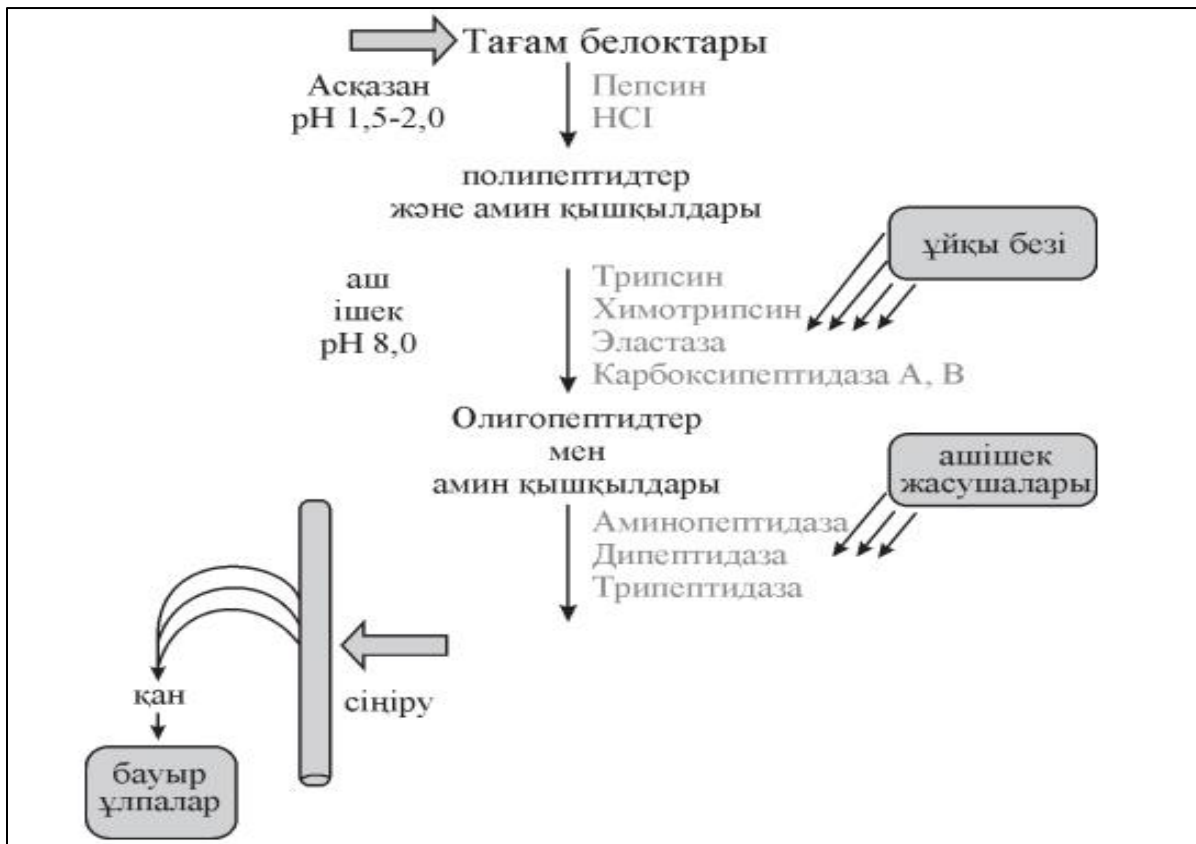 Тағам белоктары
Асқазан
pH 1,5-2,0
Пепсин
HCI
полипептидтер
және амин қышқылдары
ұйқы безі
аш
ішек
pH 8,0
Трипсин
Химотрипсин
Эластаза
Карбоксипептидаза А, В
Олигопептидтер
мен
амин қышқылдары
ашішек
жасушалары
Аминопептидаза
Дипептидаза
Трипептидаза
қан
сіңіру
бауыр
ұлпалар